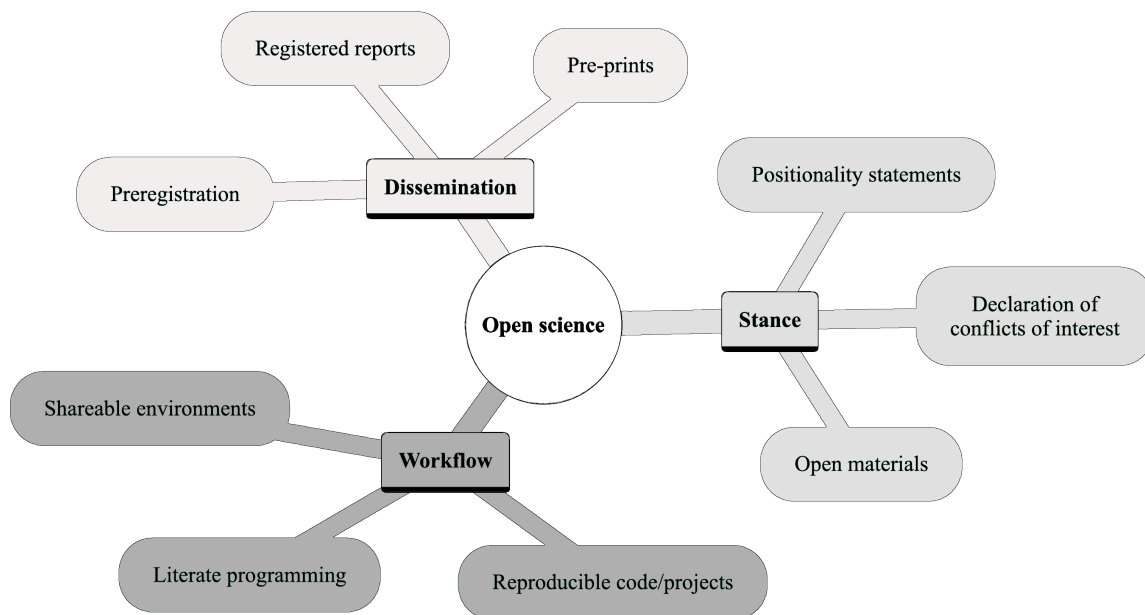 Registered reports
Pre-prints
Preregistration
Dissemination
Positionality statements
Open science
Stance
Declaration of
conflicts of interest
Open materials
Shareable environments
Workflow
Literate programming
Reproducible code/projects